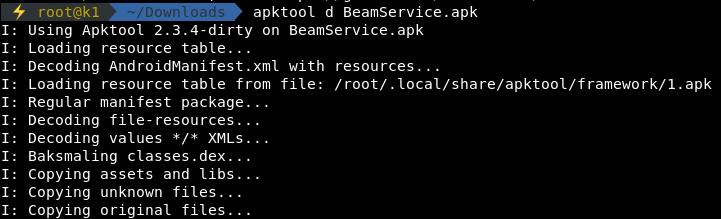 ⚡ root@k1 ~/Downloads apktool d BeamService.apk
I: Using Apktool 2.3.4-dirty on BeamService.apk
I: Loading resource table...
I: Decoding AndroidManifest.xml with resources...
I: Loading resource table from file: /root/.local/share/apktool/framework/1.apk
I: Regular manifest package...
I: Decoding file-resources...
I: Decoding values */* XMLs...
I: Baksmaling classes.dex...
I: Copying assets and libs...
I: Copying unknown files...
I: Copying original files...